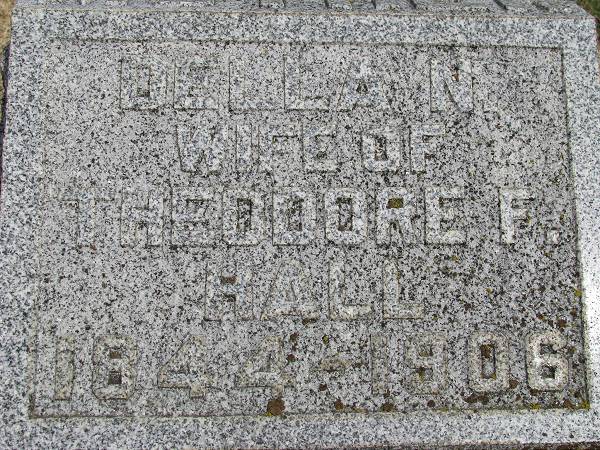 DELLA N.
WIFE OF
THEODORE F.
HALL
1844-1906